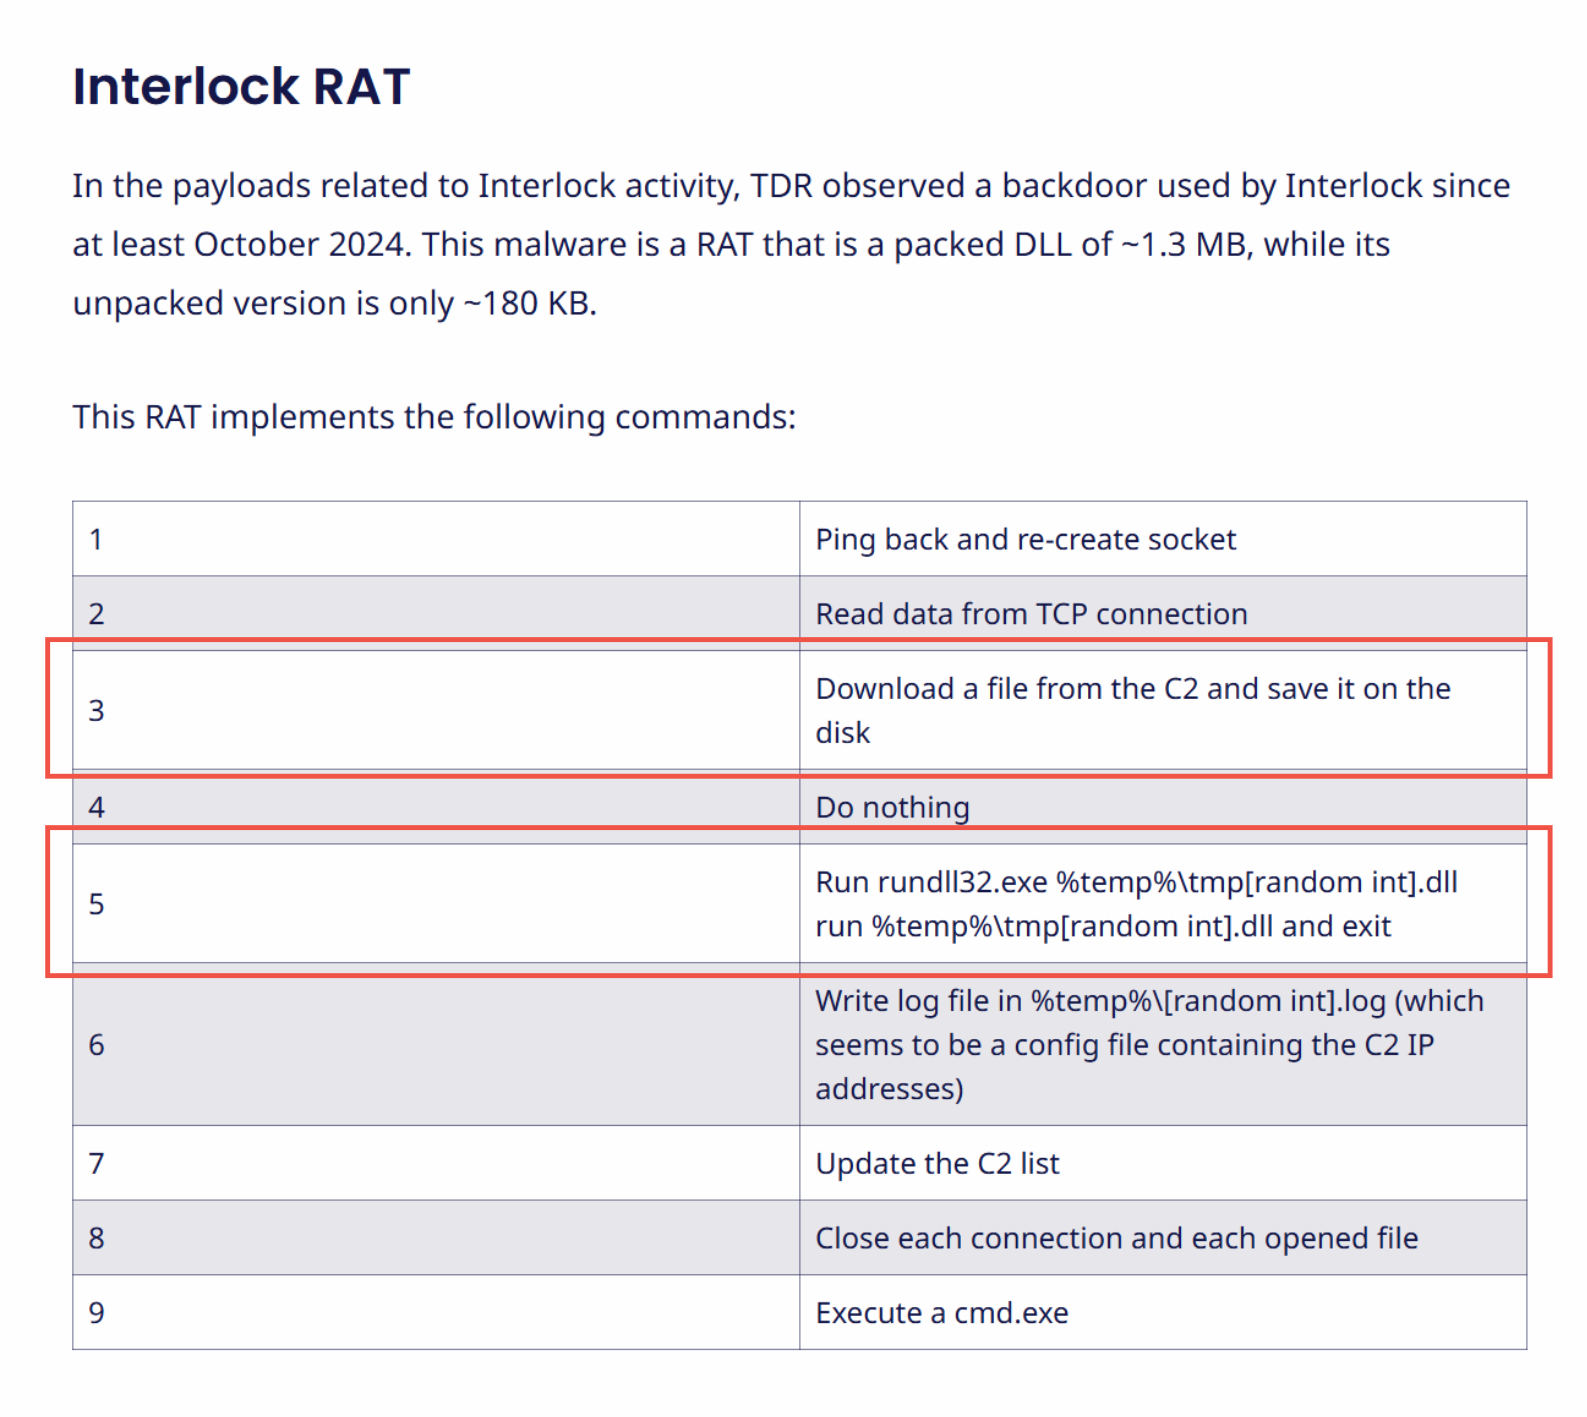 Interlock RAT
In the payloads related to Interlock activity, TDR observed a backdoor used by Interlock since
at least October 2024. This malware is a RAT that is a packed DLL of ~1.3 MB, while its
unpacked version is only ~180 KB.
This RAT implements the following commands:
1 Ping back and re-create socket
2 Read data from TCP connection
3 Download a file from the C2 and save it on the
disk
4 Do nothing
5 Run rundll32.exe %temp%\tmp[random int].dll
run %temp%\tmp[random int].dll and exit
6 Write log file in %temp%\[random int].log (which
seems to be a config file containing the C2 IP
addresses)
7 Update the C2 list
8 Close each connection and each opened file
9 Execute a cmd.exe